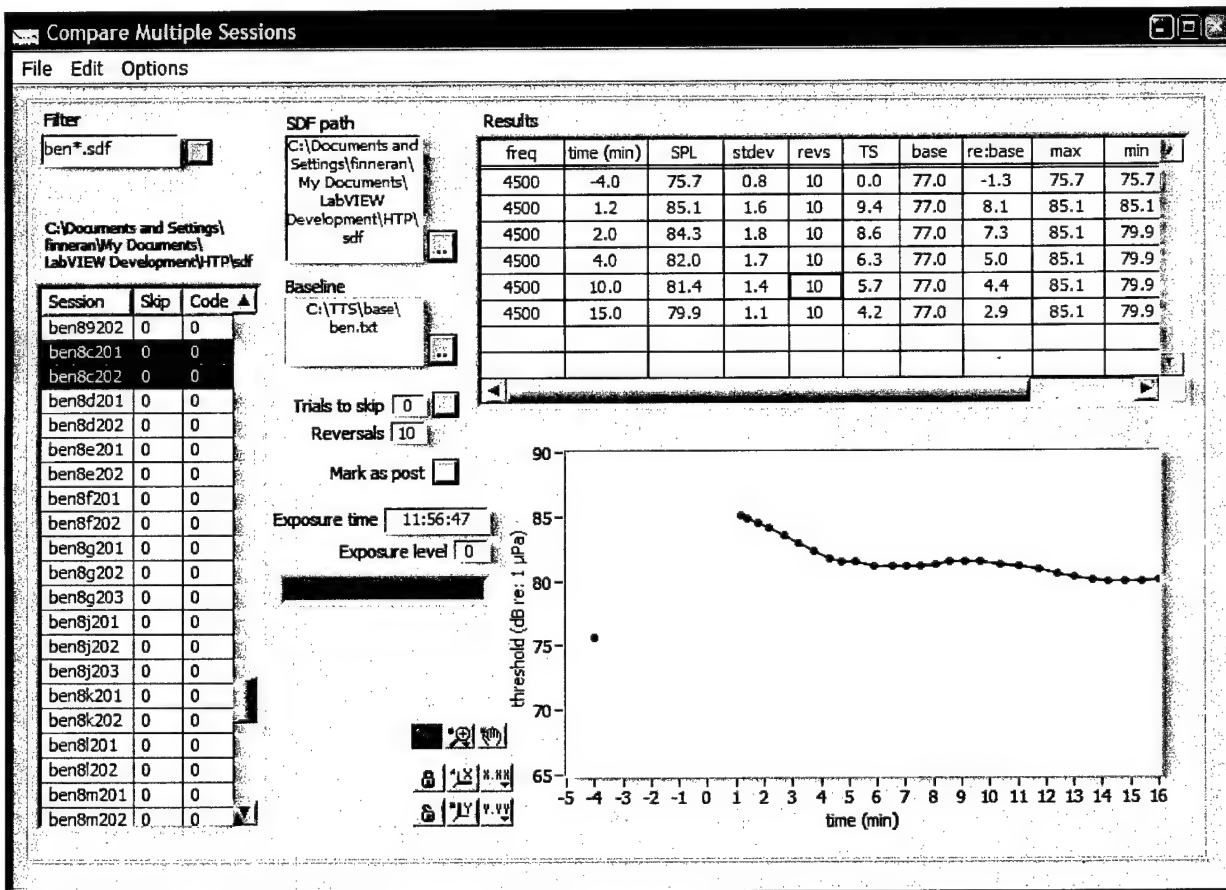 Compare Multiple Sessions
File Edit Options
Filter
ben*.sdf
C:\Documents and Settings\
finneran\My Documents\
LabVIEW Development\HTP\sdf
Session Skip Code
ben89202 0 0
ben8c201 0 0
ben8c202 0 0
ben8d201 0 0
ben8d202 0 0
ben8e201 0 0
ben8e202 0 0
ben8f201 0 0
ben8f202 0 0
ben8g201 0 0
ben8g202 0 0
ben8g203 0 0
ben8j201 0 0
ben8j202 0 0
ben8j203 0 0
ben8k201 0 0
ben8k202 0 0
ben8l201 0 0
ben8l202 0 0
ben8m201 0 0
ben8m202 0 0
SDF path
C:\Documents and
Settings\finneran\
My Documents\
LabVIEW
Development\HTP\
sdf
Baseline
C:\TTS\base\
ben.txt
Trials to skip 0
Reversals 10
Mark as post
Exposure time 11:56:47
Exposure level 0
Results
freq time (min) SPL stdev revs TS base re:base max min
4500 -4.0 75.7 0.8 10 0.0 77.0 -1.3 75.7 75.7
4500 1.2 85.1 1.6 10 9.4 77.0 8.1 85.1 85.1
4500 2.0 84.3 1.8 10 8.6 77.0 7.3 85.1 79.9
4500 4.0 82.0 1.7 10 6.3 77.0 5.0 85.1 79.9
4500 10.0 81.4 1.4 10 5.7 77.0 4.4 85.1 79.9
4500 15.0 79.9 1.1 10 4.2 77.0 2.9 85.1 79.9
threshold (dB re: 1 µPa)
90
85
80
75
70
65
-5 -4 -3 -2 -1 0 1 2 3 4 5 6 7 8 9 10 11 12 13 14 15 16
time (min)
X X.XX
Y Y.YY